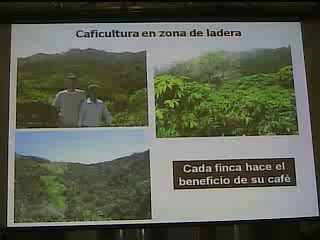 Caficultura en zona de ladera
Cada finca hace el
beneficio de su café